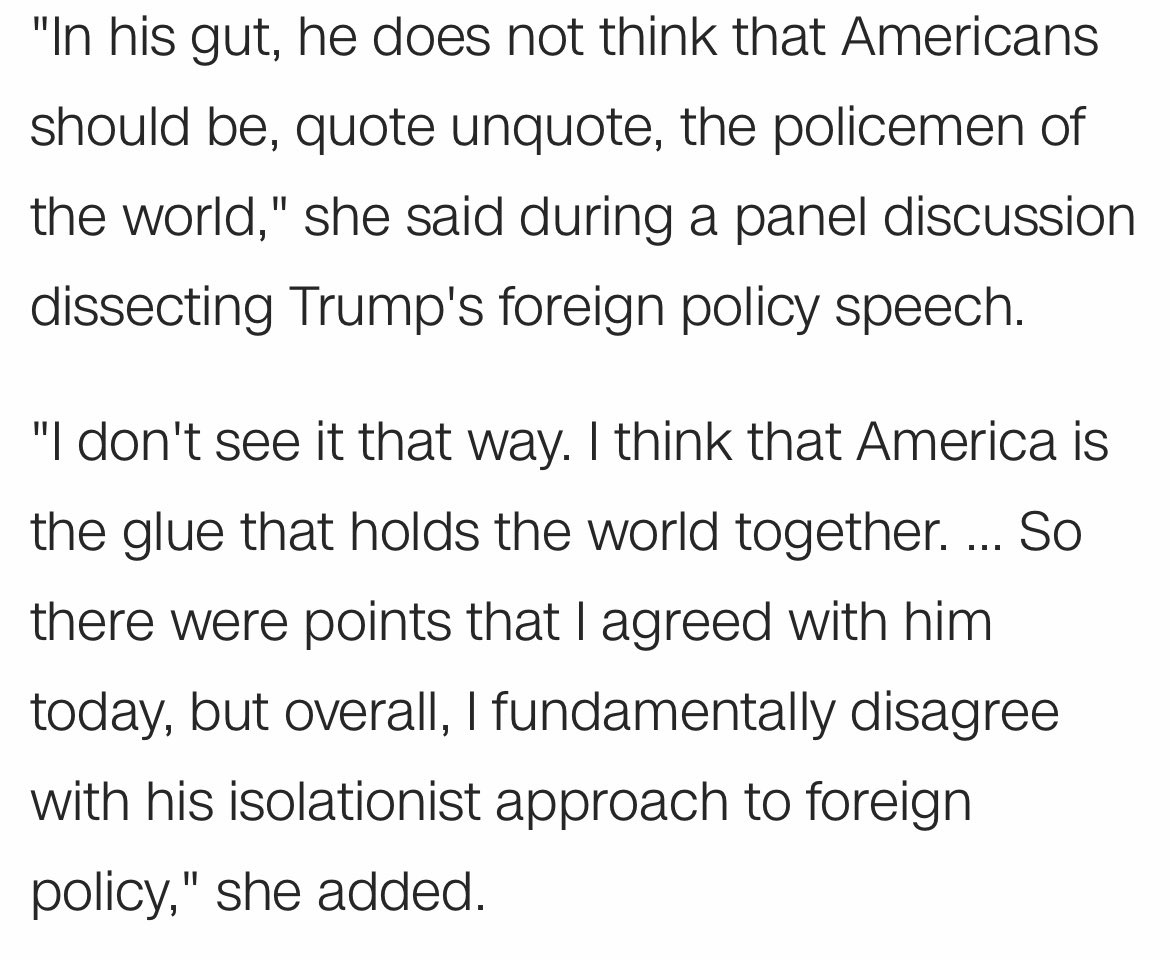 "In his gut, he does not think that Americans
should be, quote unquote, the policemen of
the world," she said during a panel discussion
dissecting Trump's foreign policy speech.
"I don't see it that way. I think that America is
the glue that holds the world together. ... So
there were points that I agreed with him
today, but overall, I fundamentally disagree
with his isolationist approach to foreign
policy," she added.